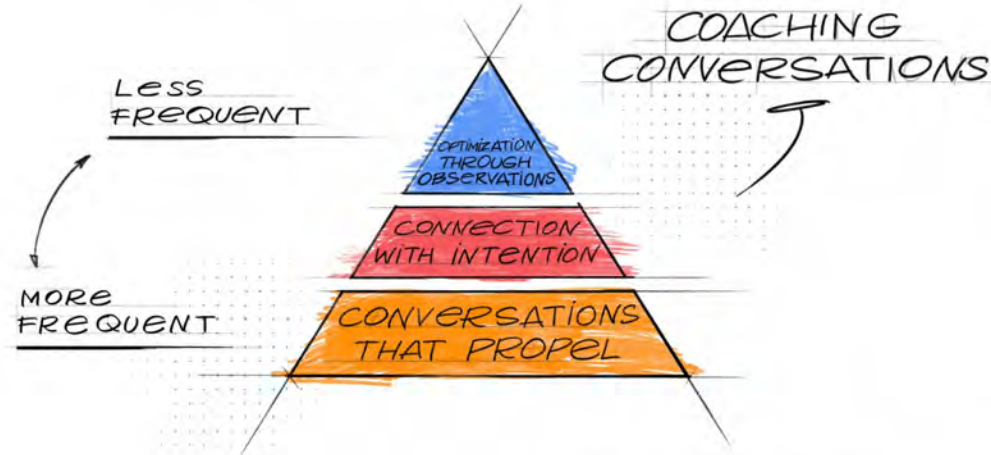 COACHING
CONVERSATIONS
LESS
FREQUENT
OPTIMIZATION
THROUGH
OBSERVATIONS
CONNECTION
WITH INTENTION
MORE
FREQUENT
CONVERSATIONS
THAT PROPEL